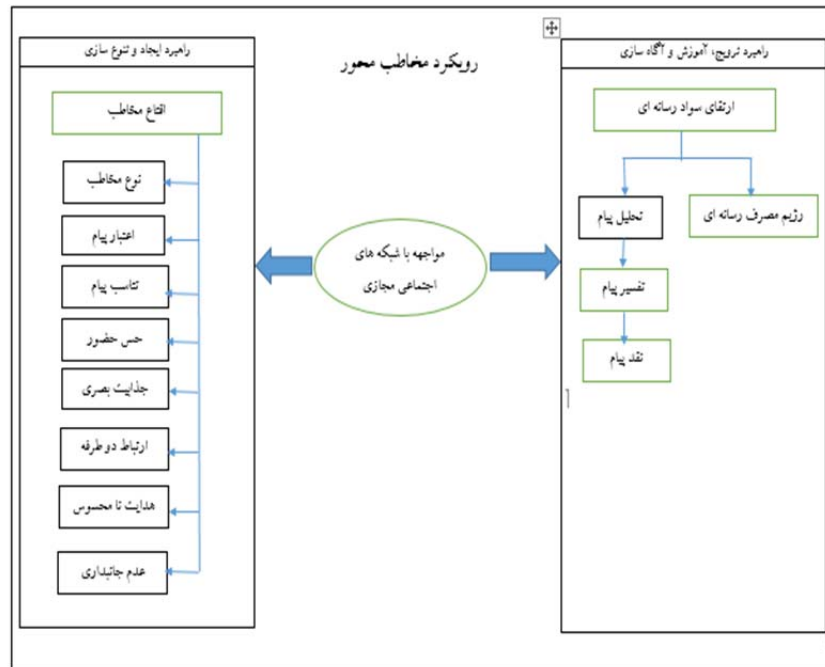 رویکرد مخاطب محور
راهبرد ترویج، آموزش و آگاه سازی
ارتقای سواد رسانه ای
رژیم مصرف رسانه ای
تحلیل پیام
تفسیر پیام
نقد پیام
مواجهه با شبکه های
اجتماعی مجازی
راهبرد ایجاد و تنوع سازی
اقناع مخاطب
نوع مخاطب
اعتبار پیام
تناسب پیام
حس حضور
جذابیت بصری
ارتباط دو طرفه
هدایت نا محسوس
عدم جانبداری